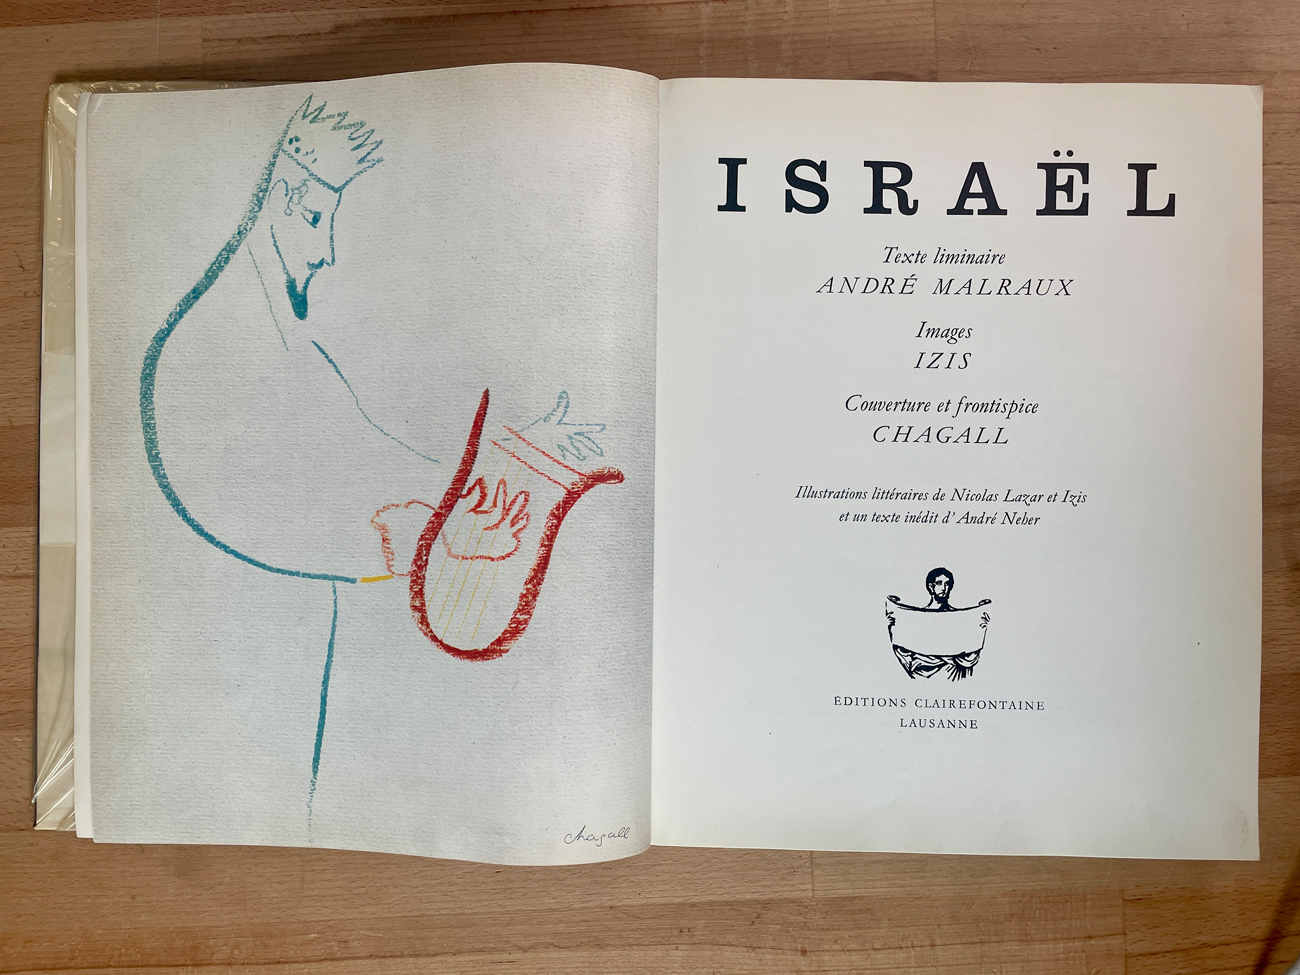 chagall
ISRAËL
Texte liminaire
ANDRÉ MALRAUX
Images
IZIS
Couverture et frontispice
CHAGALL
Illustrations littéraires de Nicolas Lazar et Izis
et un texte inédit d'André Neher
ÉDITIONS CLAIREFONTAINE
LAUSANNE